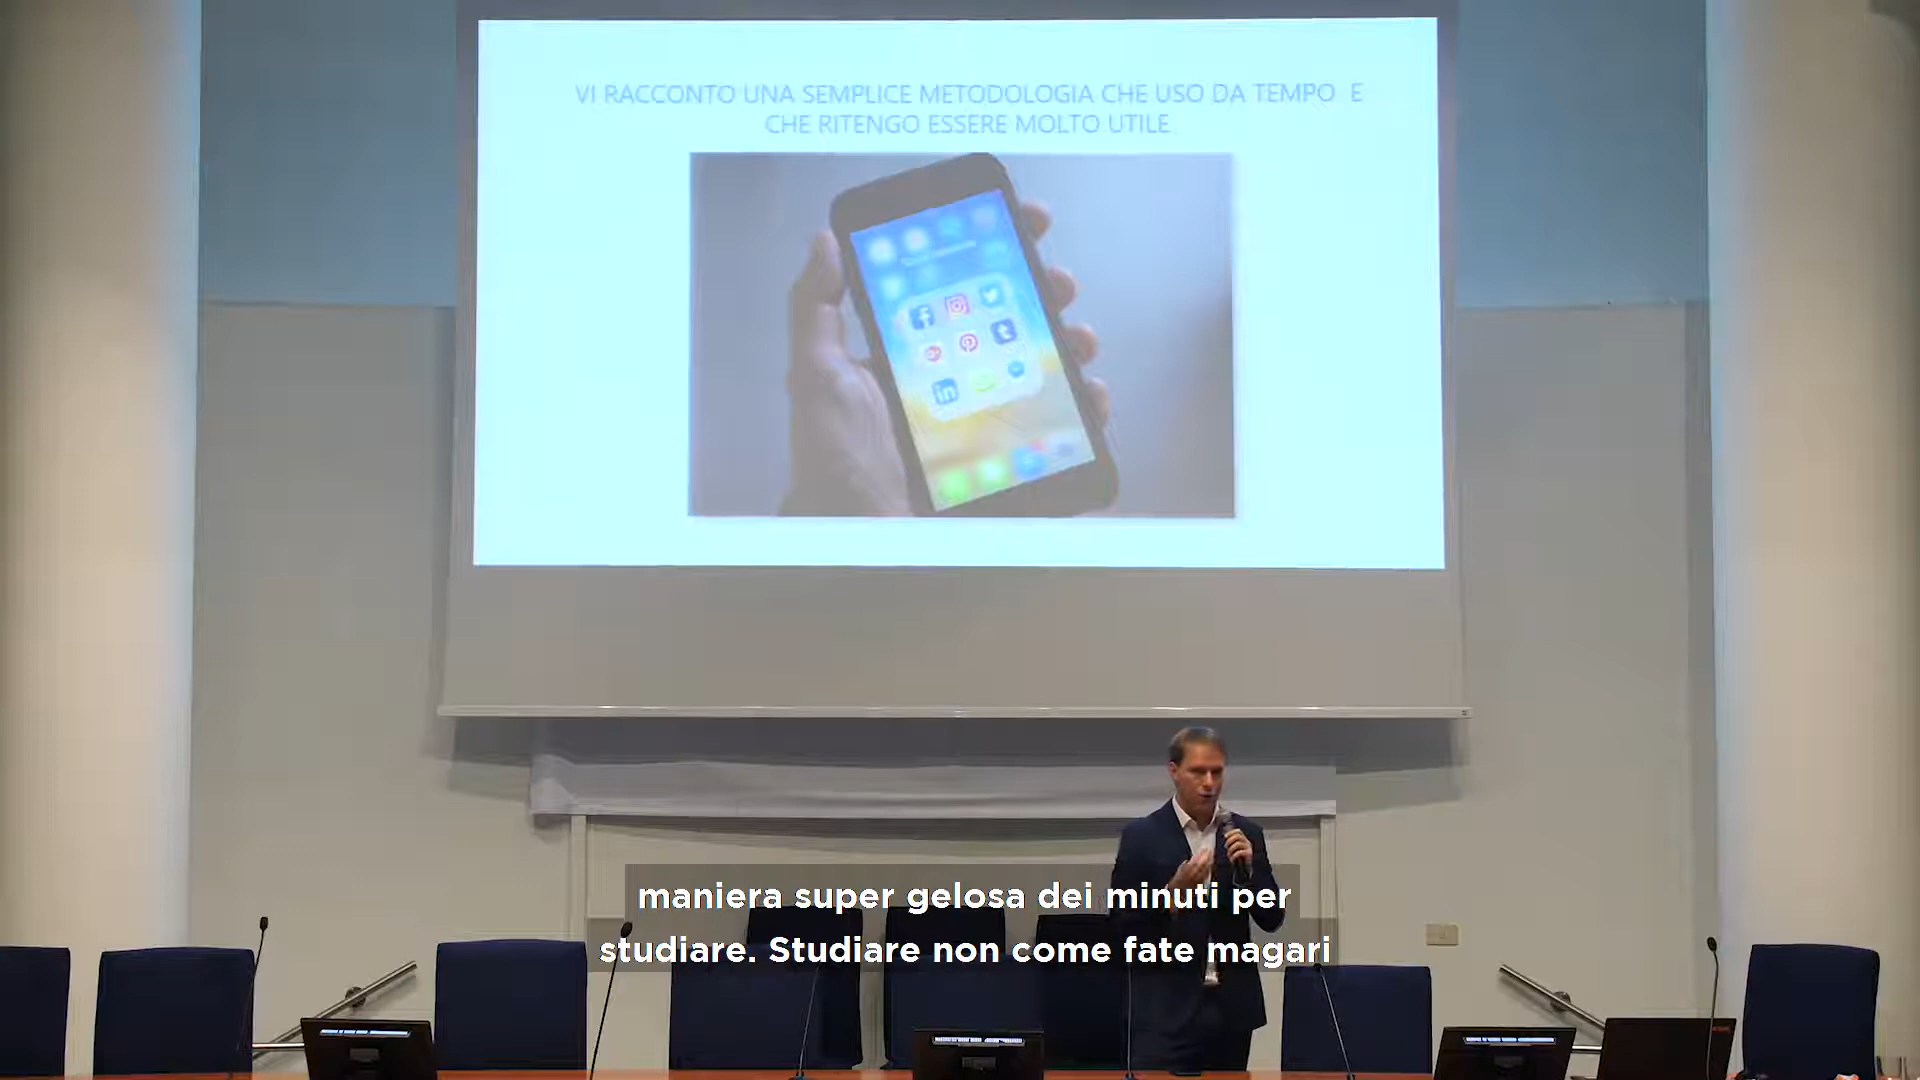 VI RACCONTO UNA SEMPLICE METODOLOGIA CHE USO DA TEMPO E
CHE RITENGO ESSERE MOLTO UTILE
maniera super gelosa dei minuti per
studiare. Studiare non come fate magari